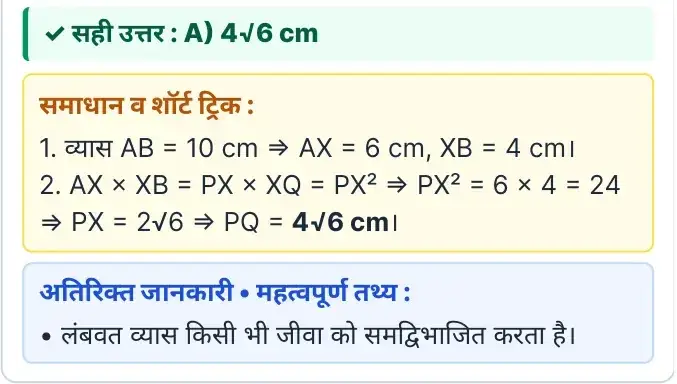 ✓ सही उत्तर : A) 4√6 cm
समाधान व शॉर्ट ट्रिक :
1. व्यास AB = 10 cm ⇒ AX = 6 cm, XB = 4 cm।
2. AX × XB = PX × XQ = PX² ⇒ PX² = 6 × 4 = 24
⇒ PX = 2√6 ⇒ PQ = 4√6 cm।
अतिरिक्त जानकारी • महत्वपूर्ण तथ्य :
• लंबवत व्यास किसी भी जीवा को समद्विभाजित करता है।